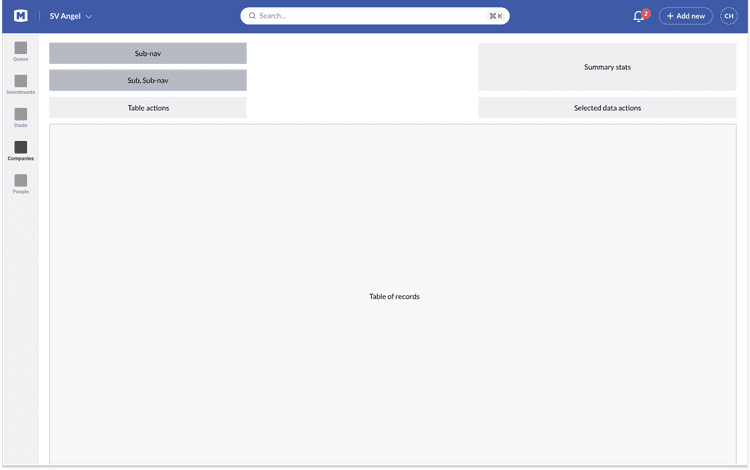 M
SV Angel
Search...
⌘ K
2
+ Add new
CH
Queue
Investments
Deals
Companies
People
Sub-nav
Sub, Sub-nav
Table actions
Summary stats
Selected data actions
Table of records